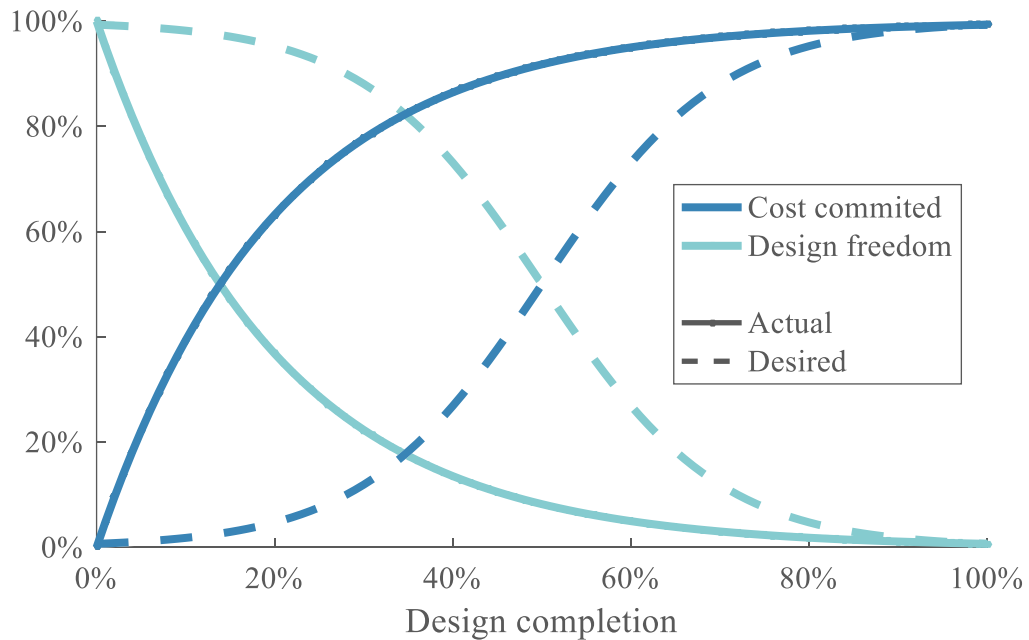 100%
80%
60%
40%
20%
0%
0%
20%
40%
60%
80%
100%
Design completion
Cost commited
Design freedom
Actual
Desired